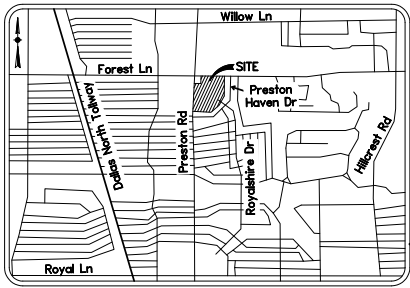 Willow Ln
Forest Ln
SITE
Preston
Haven Dr
Dallas North Tollway
Preston Rd
Royalshire Dr
Hillcrest Rd
Royal Ln